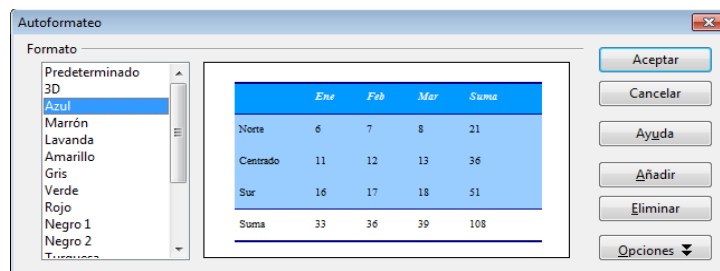 Autoformateo
Formato
Predeterminado
3D
Azul
Marrón
Lavanda
Amarillo
Gris
Verde
Rojo
Negro 1
Negro 2
Turquesa
Ene Feb Mar Suma
Norte 6 7 8 21
Centrado 11 12 13 36
Sur 16 17 18 51
Suma 33 36 39 108
Aceptar
Cancelar
Ayuda
Añadir
Eliminar
Opciones